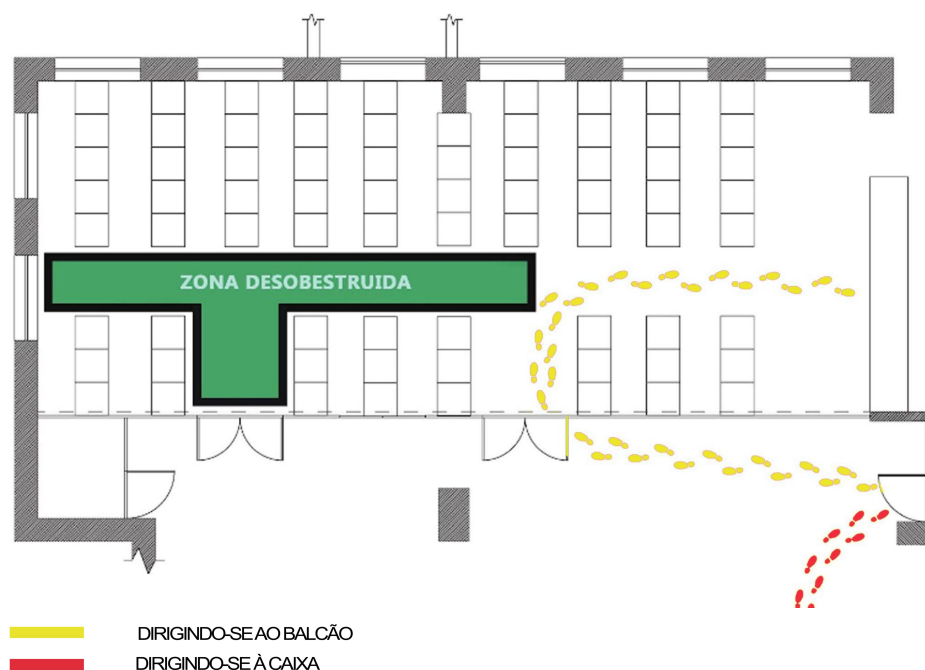 ZONA DESOBESTRUIDA
DIRIGINDO-SE AO BALCÃO
DIRIGINDO-SE À CAIXA